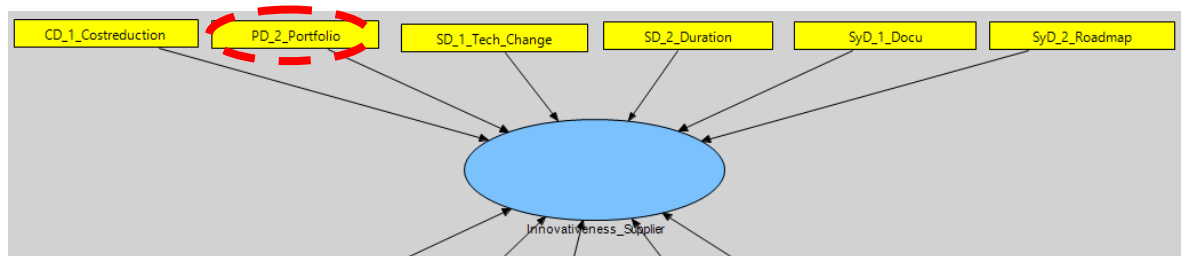 CD_1_Costreduction
PD_2_Portfolio
SD_1_Tech_Change
SD_2_Duration
SyD_1_Docu
SyD_2_Roadmap
Innovativeness_Supplier